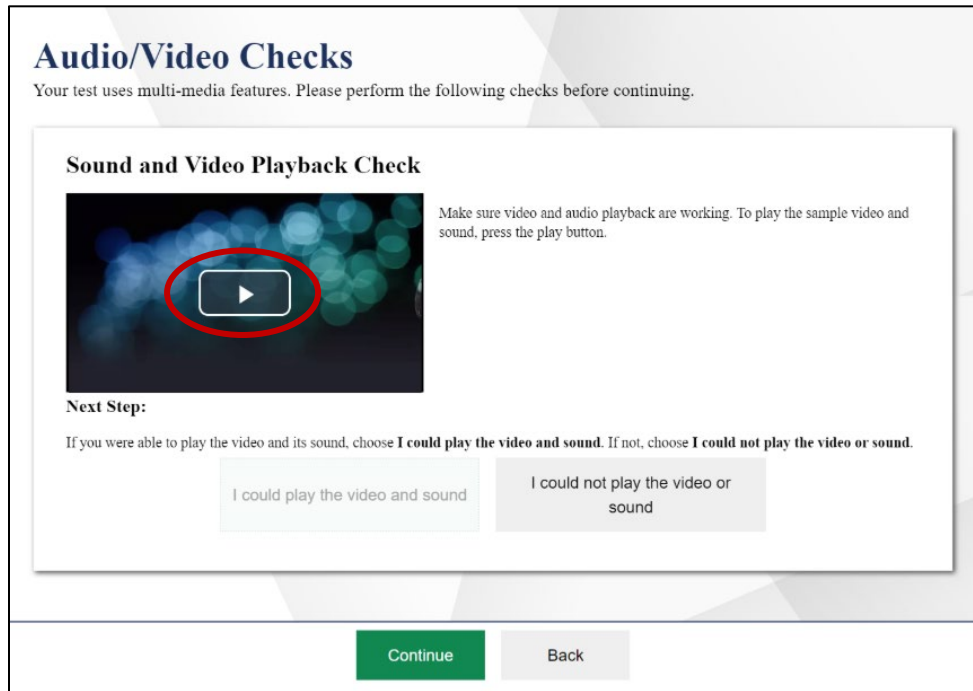 Audio/Video Checks
Your test uses multi-media features. Please perform the following checks before continuing.
Sound and Video Playback Check
Make sure video and audio playback are working. To play the sample video and
sound, press the play button.
Next Step:
If you were able to play the video and its sound, choose I could play the video and sound. If not, choose I could not play the video or sound.
I could play the video and sound
I could not play the video or
sound
Continue
Back